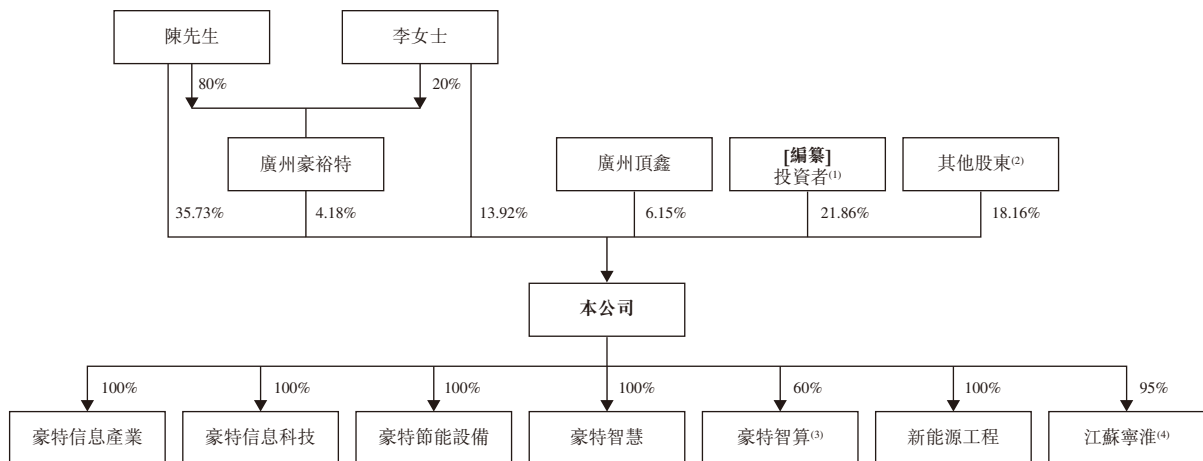 陳先生
李女士
80%
20%
廣州豪裕特
廣州頂鑫
[編纂]
投資者(1)
其他股東(2)
35.73%
4.18%
13.92%
6.15%
21.86%
18.16%
本公司
100%
100%
100%
100%
60%
100%
95%
豪特信息產業
豪特信息科技
豪特節能設備
豪特智慧
豪特智算(3)
新能源工程
江蘇寧淮(4)